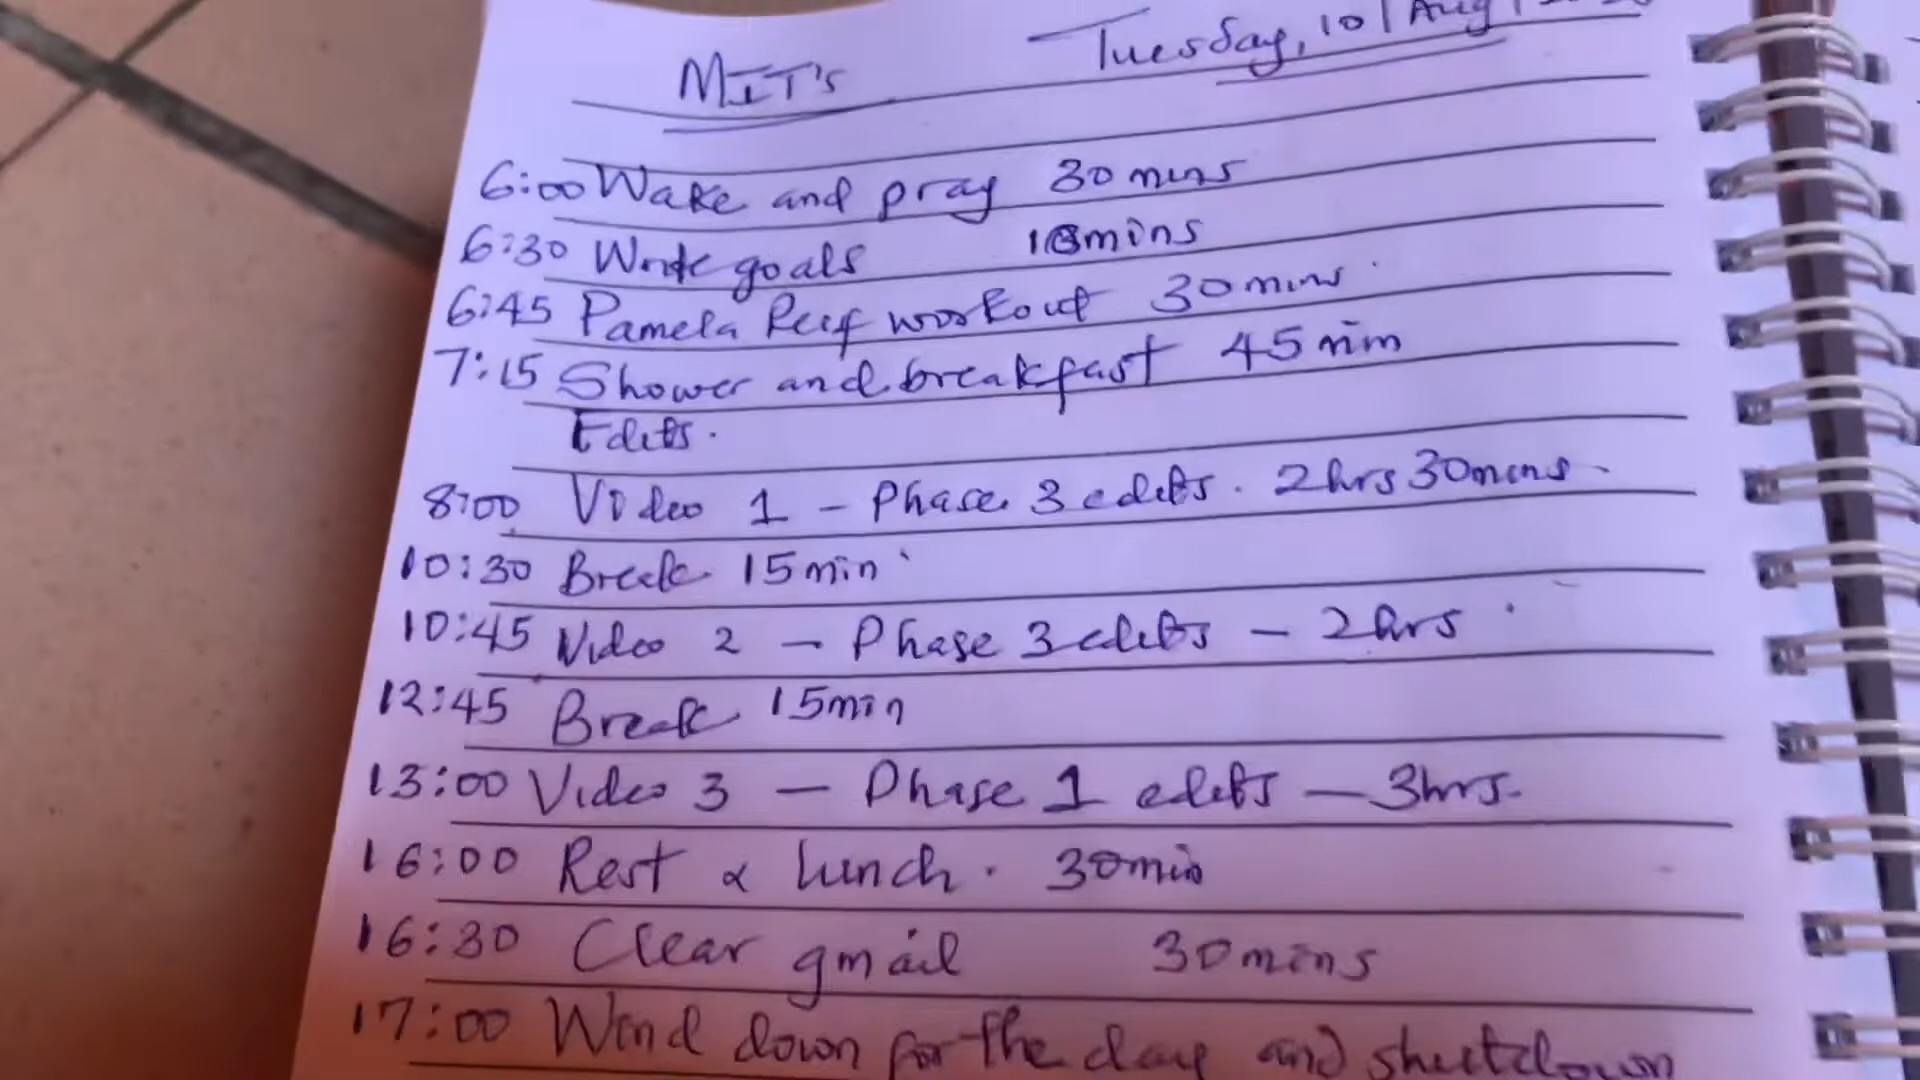 MIT's
Tuesday, 10 | Aug |
6:00 Wake and pray 30 mins
6:30 Write goals mins
6:45 Pamela Reif workout 30 mins
7:15 Shower and breakfast 45 min
Edits.
8:00 Video 1 - Phase 3 edits. 2hrs 30mins.
10:30 Break 15min
10:45 Video 2 - Phase 3 edits - 2hrs
12:45 Break 15min
13:00 Video 3 - Phase 1 edits - 3hrs.
16:00 Rest & lunch. 30min
16:30 Clear gmail 30mins
17:00 Wind down for the day and shutdown